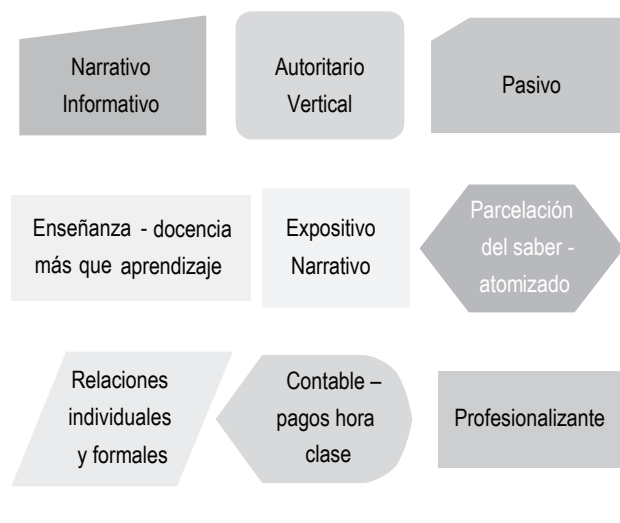 Narrativo
Informativo
Autoritario
Vertical
Pasivo
Enseñanza - docencia
más que aprendizaje
Expositivo
Narrativo
Parcelación
del saber -
atomizado
Relaciones
individuales
y formales
Contable –
pagos hora
clase
Profesionalizante